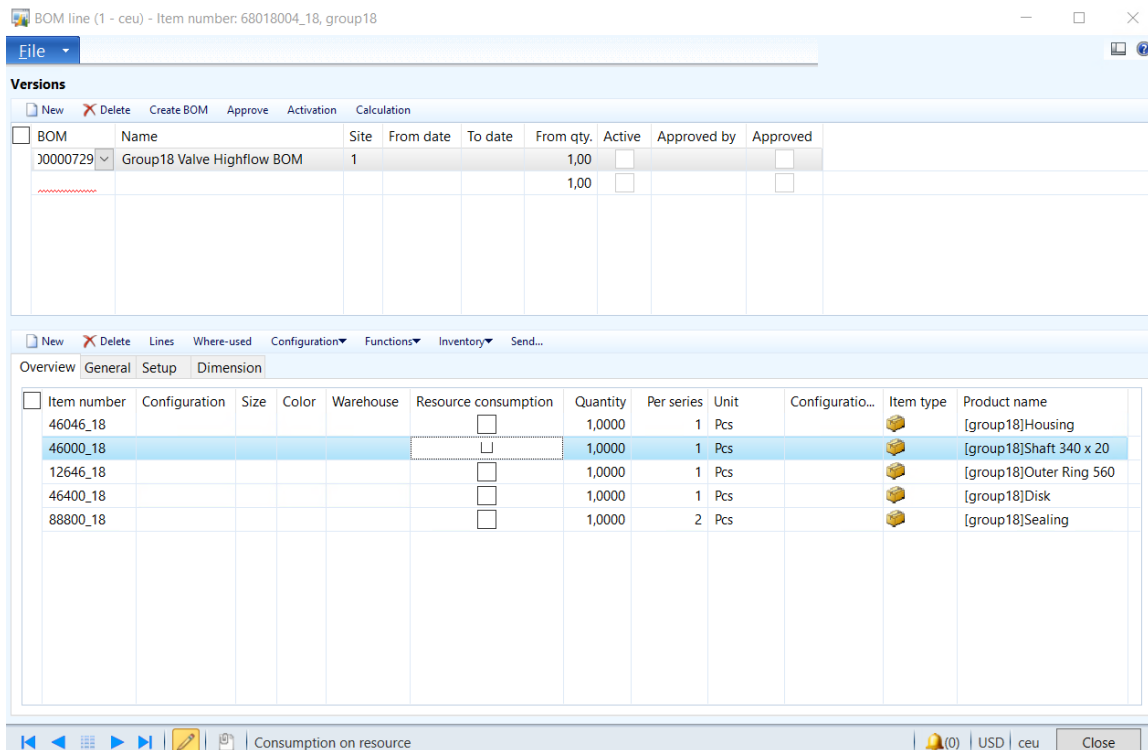 BOM line (1 - ceu) - Item number: 68018004_18, group18
File
Versions
New Delete Create BOM Approve Activation Calculation
BOM Name Site From date To date From qty. Active Approved by Approved
00000729 Group18 Valve Highflow BOM 1 1,00
1,00
New Delete Lines Where-used Configuration Functions Inventory Send...
Overview General Setup Dimension
Item number Configuration Size Color Warehouse Resource consumption Quantity Per series Unit Configuratio... Item type Product name
46046_18 1,0000 1 Pcs [group18]Housing
46000_18 1,0000 1 Pcs [group18]Shaft 340 x 20
12646_18 1,0000 1 Pcs [group18]Outer Ring 560
46400_18 1,0000 1 Pcs [group18]Disk
88800_18 1,0000 2 Pcs [group18]Sealing
Consumption on resource (0) USD ceu Close